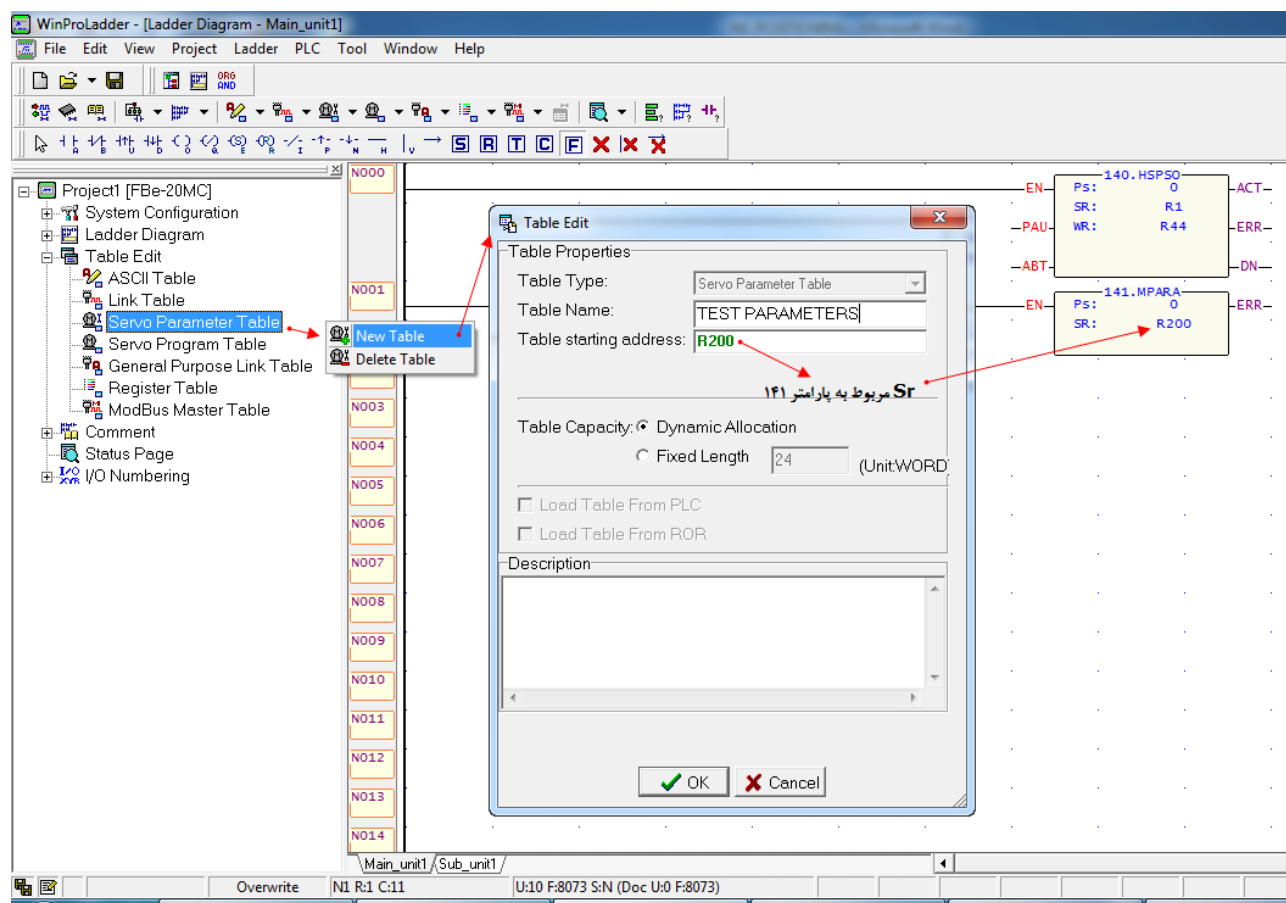 WinProLadder - [Ladder Diagram - Main_unit1]
File Edit View Project Ladder PLC Tool Window Help
ORG
AND
A B U D O Q E R I P N H V S R T C F
Project1 [FBe-20MC]
System Configuration
Ladder Diagram
Table Edit
ASCII Table
Link Table
Servo Parameter Table
Servo Program Table
General Purpose Link Table
Register Table
ModBus Master Table
Comment
Status Page
I/O Numbering
New Table
Delete Table
N000
N001
N003
N004
N005
N006
N007
N008
N009
N010
N011
N012
N013
N014
140.HSPSO
EN Ps: 0 ACT
SR: R1
PAU WR: R44 ERR
ABT DN
141.MPARA
EN Ps: 0 ERR
SR: R200
Table Edit
Table Properties
Table Type: Servo Parameter Table
Table Name: TEST PARAMETERS
Table starting address: R200
Sr مربوط به پارامتر ۱۴۱
Table Capacity: Dynamic Allocation
Fixed Length 24 (Unit:WORD)
Load Table From PLC
Load Table From ROR
Description
OK Cancel
Main_unit1 Sub_unit1
Overwrite N1 R:1 C:11 U:10 F:8073 S:N (Doc U:0 F:8073)